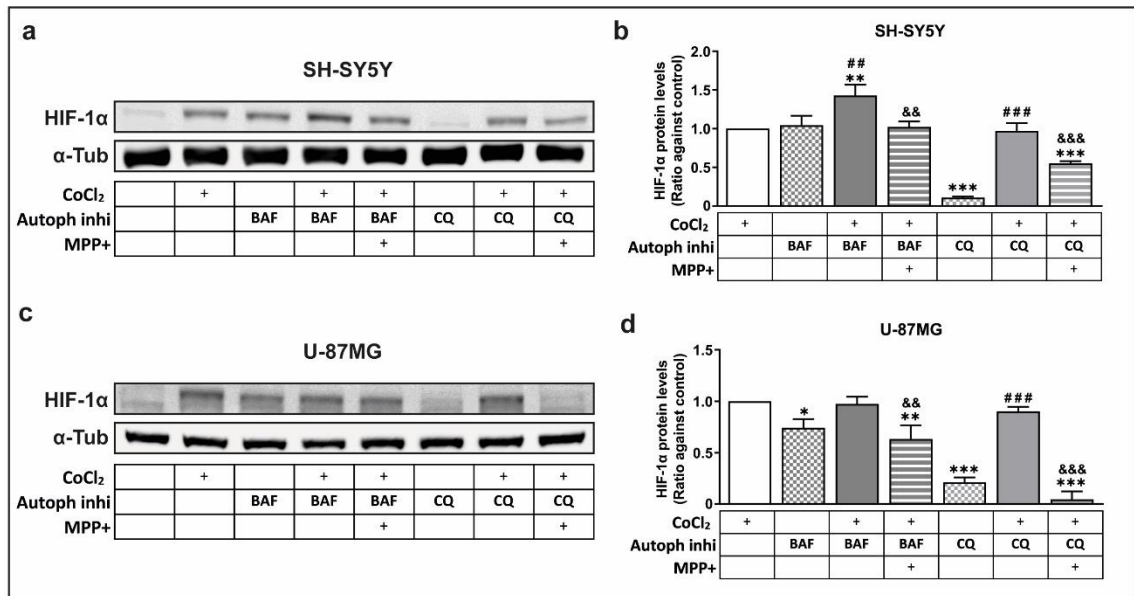 a
SH-SY5Y
HIF-1α
α-Tub
CoCl₂ + + + + +
Autoph inhi BAF BAF BAF CQ CQ CQ
MPP+ + +
b
SH-SY5Y
HIF-1α protein levels
(Ratio against control)
2.0
1.5
1.0
0.5
0
##
**
&&
***
###
&&&
***
CoCl₂ + + + + +
Autoph inhi BAF BAF BAF CQ CQ CQ
MPP+ + +
c
U-87MG
HIF-1α
α-Tub
CoCl₂ + + + + +
Autoph inhi BAF BAF BAF CQ CQ CQ
MPP+ + +
d
U-87MG
HIF-1α protein levels
(Ratio against control)
1.5
1.0
0.5
0
*
&&
**
***
###
&&&
***
CoCl₂ + + + + +
Autoph inhi BAF BAF BAF CQ CQ CQ
MPP+ + +